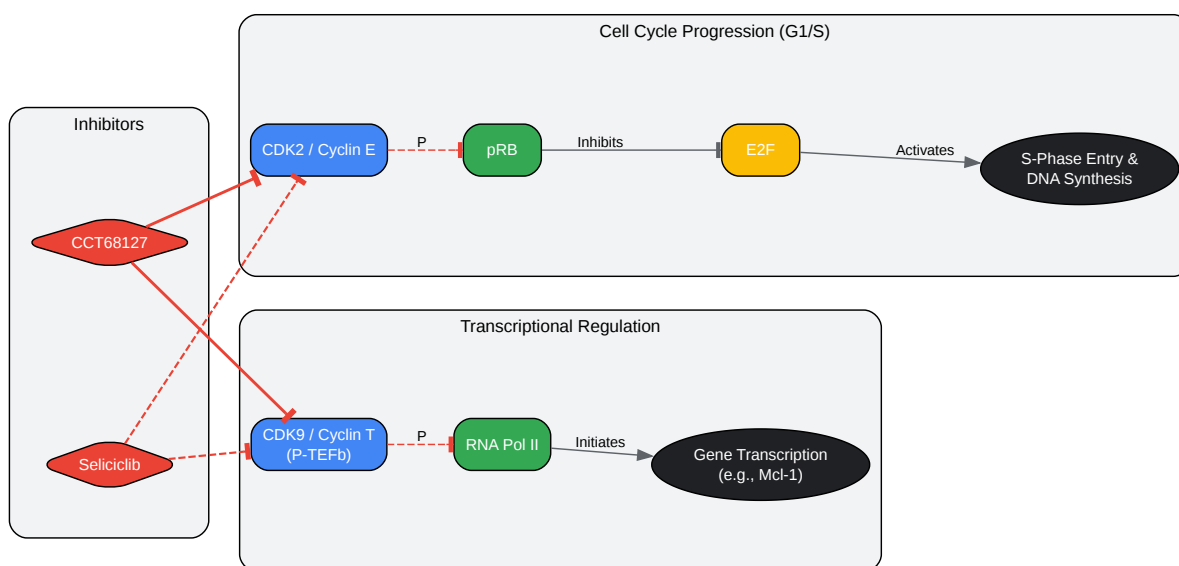 Cell Cycle Progression (G1/S)
Inhibitors
CDK2 / Cyclin E
P
pRB
Inhibits
E2F
Activates
S-Phase Entry &
DNA Synthesis
CCT68127
Transcriptional Regulation
Seliciclib
CDK9 / Cyclin T
(P-TEFb)
P
RNA Pol II
Initiates
Gene Transcription
(e.g., Mcl-1)